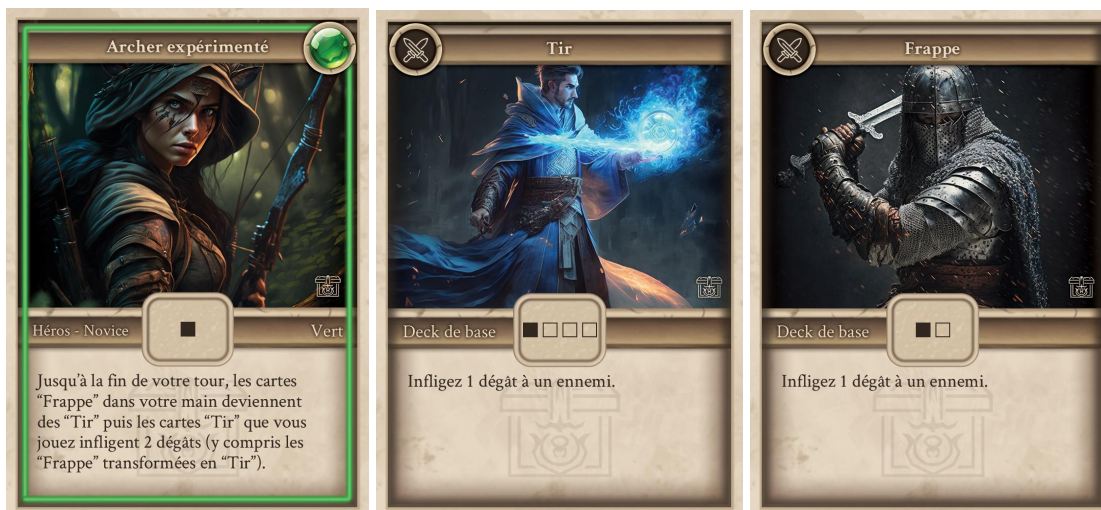 Archer expérimenté
Héros - Novice
Vert
Jusqu'à la fin de votre tour, les cartes
“Frappe” dans votre main deviennent
des “Tir” puis les cartes “Tir” que vous
jouez infligent 2 dégâts (y compris les
“Frappe” transformées en “Tir”).
Tir
Deck de base
Infligez 1 dégât à un ennemi.
Frappe
Deck de base
Infligez 1 dégât à un ennemi.